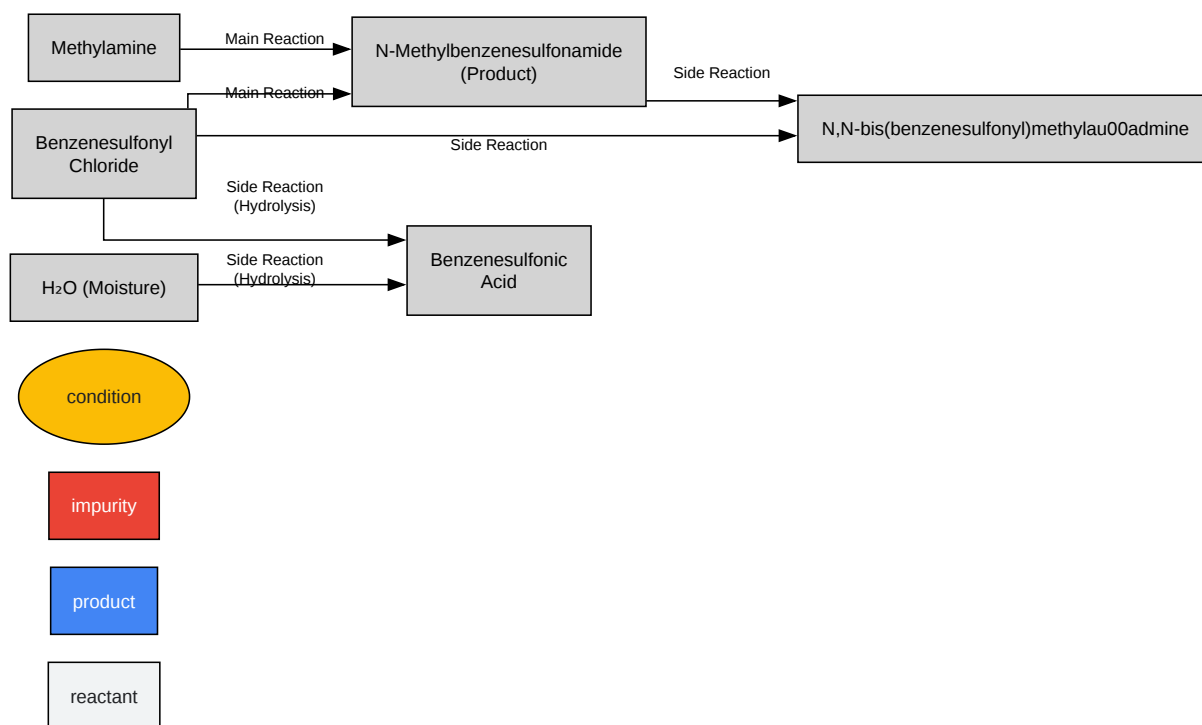 Methylamine
Main Reaction
N-Methylbenzenesulfonamide
(Product)
Side Reaction
Main Reaction
Benzenesulfonyl
Chloride
N,N-bis(benzenesulfonyl)methylau00admine
Side Reaction
Side Reaction
(Hydrolysis)
Benzenesulfonic
Acid
H₂O (Moisture)
Side Reaction
(Hydrolysis)
condition
impurity
product
reactant